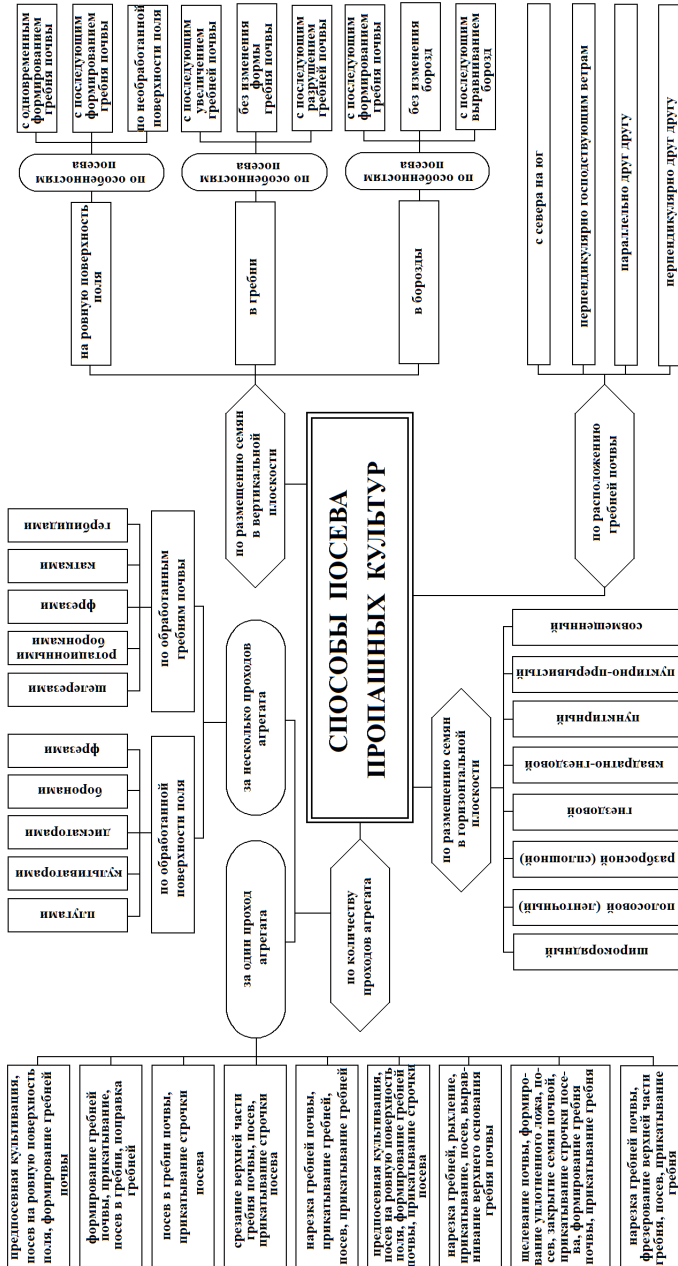 СПОСОБЫ ПОСЕВА
ПРОПАШНЫХ КУЛЬТУР
по количеству
проходов агрегата
за один проход
агрегата
предпосевная культивация,
посев на ровную поверхность
поля, формирование гребней
почвы
формирование гребней
почвы, прикатывание,
посев в гребни, поправка
гребней
посев в гребни почвы,
прикатывание строчки
посева
срезание верхней части
гребня почвы, посев,
прикатывание строчки
посева
нарезка гребней почвы,
прикатывание гребней,
посев, прикатывание гребней
предпосевная культивация,
посев на ровную поверхность
поля, формирование гребней
почвы, прикатывание строчки
посева
нарезка гребней, рыхление,
прикатывание, посев, вырав-
нивание верхнего основания
гребня почвы
щелевание почвы, формиро-
вание уплотненного ложа, по-
сев, закрытие семян почвой,
прикатывание строчки посе-
ва, формирование гребня
почвы, прикатывание гребня
нарезка гребней почвы,
фрезерование верхней части
гребня, посев, прикатывание
гребня
за несколько проходов
агрегата
по обработанной
поверхности поля
плугами
культиваторами
дискаторами
боронами
фрезами
по обработанным
гребням почвы
щелерезами
ротационными
боронками
фрезами
катками
гербицидами
по размещению семян
в вертикальной
плоскости
на ровную поверхность
поля
по особенностям
посева
с одновременным
формированием
гребня почвы
с последующим
формированием
гребня почвы
по необработанной
поверхности поля
в гребни
по особенностям
посева
с последующим
увеличением
гребней почвы
без изменения
формы
гребня почвы
с последующим
разрушением
гребней почвы
в борозды
по особенностям
посева
с последующим
формированием
гребня почвы
без изменения
борозд
с последующим
выравниванием
борозд
по размещению семян
в горизонтальной
плоскости
широкорядный
полосовой (ленточный)
разбросной (сплошной)
гнездовой
квадратно-гнездовой
пунктирный
пуктирно-прерывистый
совмещенный
по расположению
гребней почвы
с севера на юг
перпендикулярно господствующим ветрам
параллельно друг другу
перпендикулярно друг другу